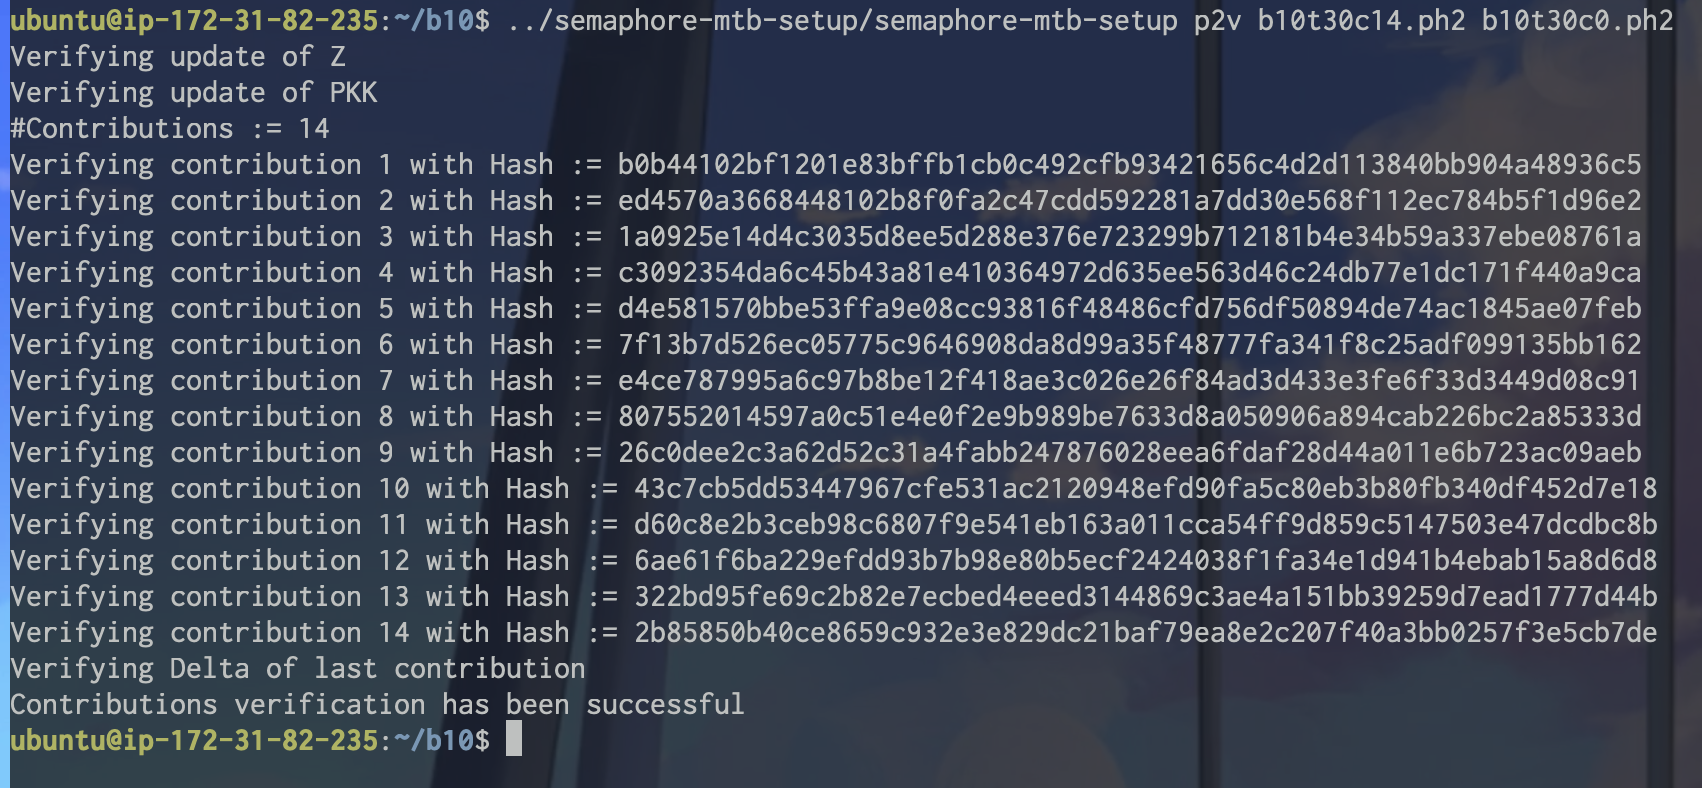 ubuntu@ip-172-31-82-235:~/b10$ ../semaphore-mtb-setup/semaphore-mtb-setup p2v b10t30c14.ph2 b10t30c0.ph2
Verifying update of Z
Verifying update of PKK
#Contributions := 14
Verifying contribution 1 with Hash := b0b44102bf1201e83bffb1cb0c492cfb93421656c4d2d113840bb904a48936c5
Verifying contribution 2 with Hash := ed4570a3668448102b8f0fa2c47cdd592281a7dd30e568f112ec784b5f1d96e2
Verifying contribution 3 with Hash := 1a0925e14d4c3035d8ee5d288e376e723299b712181b4e34b59a337ebe08761a
Verifying contribution 4 with Hash := c3092354da6c45b43a81e410364972d635ee563d46c24db77e1dc171f440a9ca
Verifying contribution 5 with Hash := d4e581570bbe53ffa9e08cc93816f48486cfd756df50894de74ac1845ae07feb
Verifying contribution 6 with Hash := 7f13b7d526ec05775c9646908da8d99a35f48777fa341f8c25adf099135bb162
Verifying contribution 7 with Hash := e4ce787995a6c97b8be12f418ae3c026e26f84ad3d433e3fe6f33d3449d08c91
Verifying contribution 8 with Hash := 807552014597a0c51e4e0f2e9b989be7633d8a050906a894cab226bc2a85333d
Verifying contribution 9 with Hash := 26c0dee2c3a62d52c31a4fabb247876028eea6fdaf28d44a011e6b723ac09aeb
Verifying contribution 10 with Hash := 43c7cb5dd53447967cfe531ac2120948efd90fa5c80eb3b80fb340df452d7e18
Verifying contribution 11 with Hash := d60c8e2b3ceb98c6807f9e541eb163a011cca54ff9d859c5147503e47dcdbc8b
Verifying contribution 12 with Hash := 6ae61f6ba229efdd93b7b98e80b5ecf2424038f1fa34e1d941b4ebab15a8d6d8
Verifying contribution 13 with Hash := 322bd95fe69c2b82e7ecbed4eeed3144869c3ae4a151bb39259d7ead1777d44b
Verifying contribution 14 with Hash := 2b85850b40ce8659c932e3e829dc21baf79ea8e2c207f40a3bb0257f3e5cb7de
Verifying Delta of last contribution
Contributions verification has been successful
ubuntu@ip-172-31-82-235:~/b10$